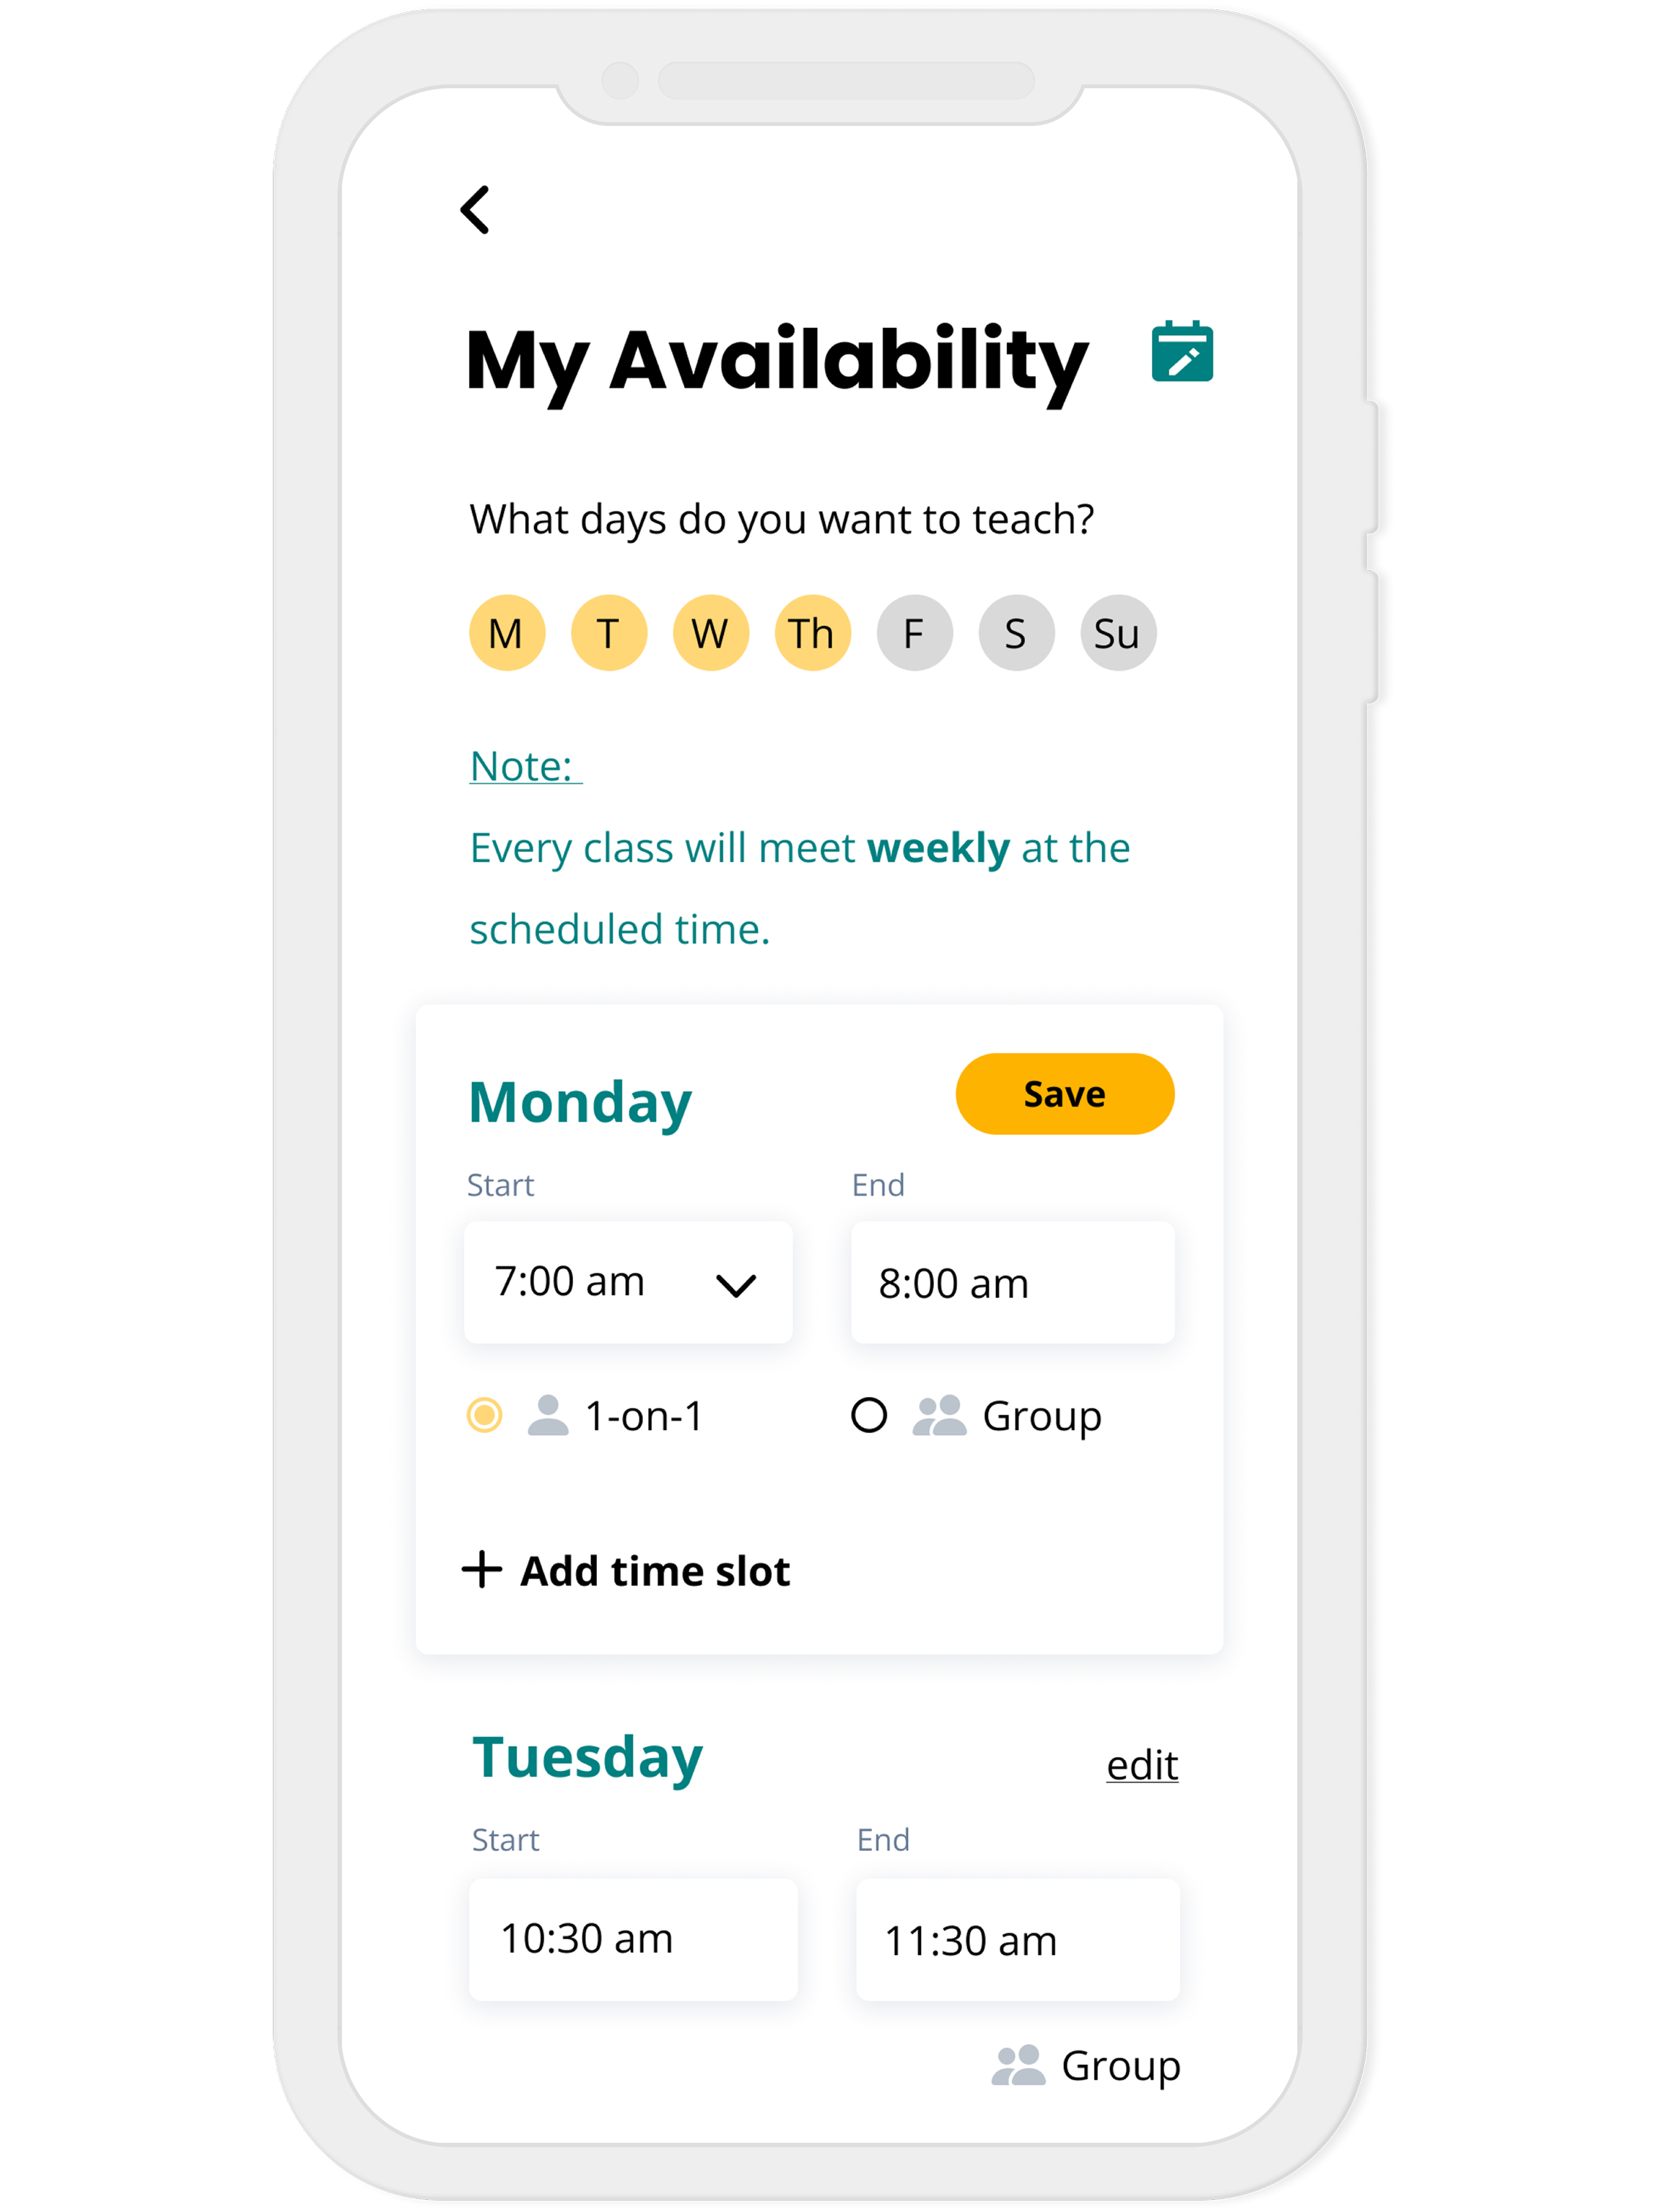 My Availability
What days do you want to teach?
M T W Th F S Su
Note:
Every class will meet weekly at the
scheduled time.
Monday
Save
Start
End
7:00 am
8:00 am
1-on-1
Group
Add time slot
Tuesday
edit
Start
End
10:30 am
11:30 am
Group